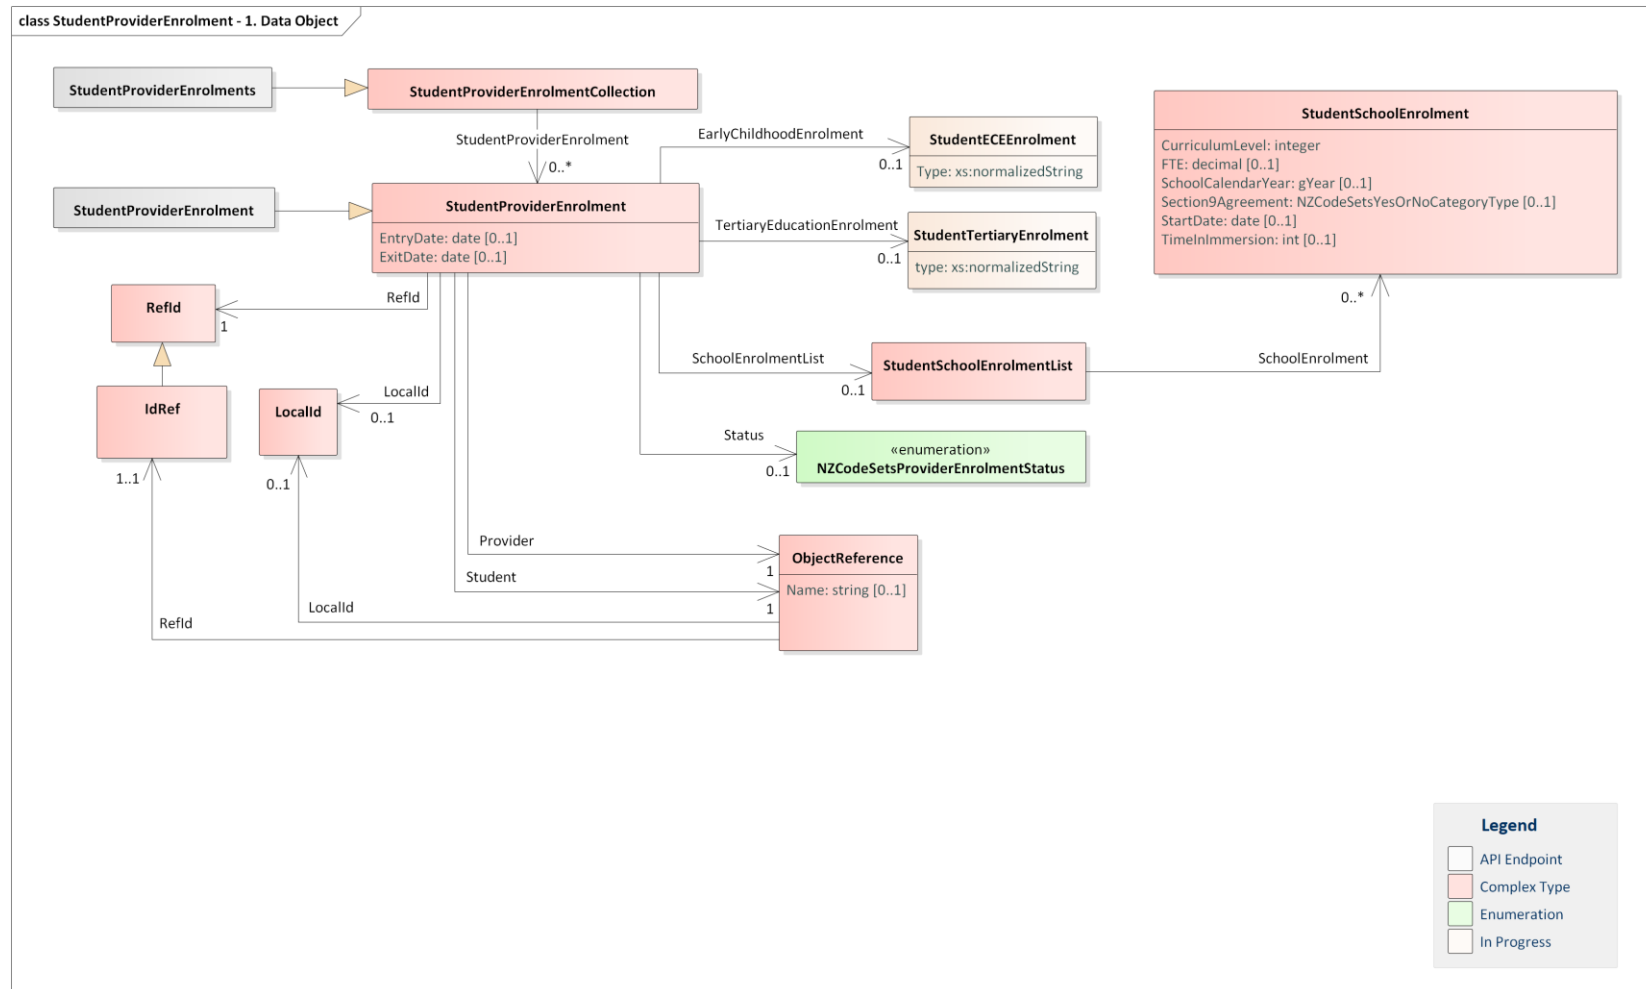 class StudentProviderEnrolment - 1. Data Object
StudentProviderEnrolments
StudentProviderEnrolmentCollection
StudentProviderEnrolment
0..*
StudentProviderEnrolment
StudentProviderEnrolment
EntryDate: date [0..1]
ExitDate: date [0..1]
EarlyChildhoodEnrolment
0..1
StudentECEEnrolment
Type: xs:normalizedString
TertiaryEducationEnrolment
0..1
StudentTertiaryEnrolment
type: xs:normalizedString
StudentSchoolEnrolment
CurriculumLevel: integer
FTE: decimal [0..1]
SchoolCalendarYear: gYear [0..1]
Section9Agreement: NZCodeSetsYesOrNoCategoryType [0..1]
StartDate: date [0..1]
TimeInImmersion: int [0..1]
0..*
SchoolEnrolment
RefId
RefId
1
IdRef
1..1
LocalId
LocalId
0..1
0..1
SchoolEnrolmentList
0..1
StudentSchoolEnrolmentList
Status
0..1
«enumeration»
NZCodeSetsProviderEnrolmentStatus
Provider
1
Student
1
ObjectReference
Name: string [0..1]
LocalId
RefId
Legend
API Endpoint
Complex Type
Enumeration
In Progress